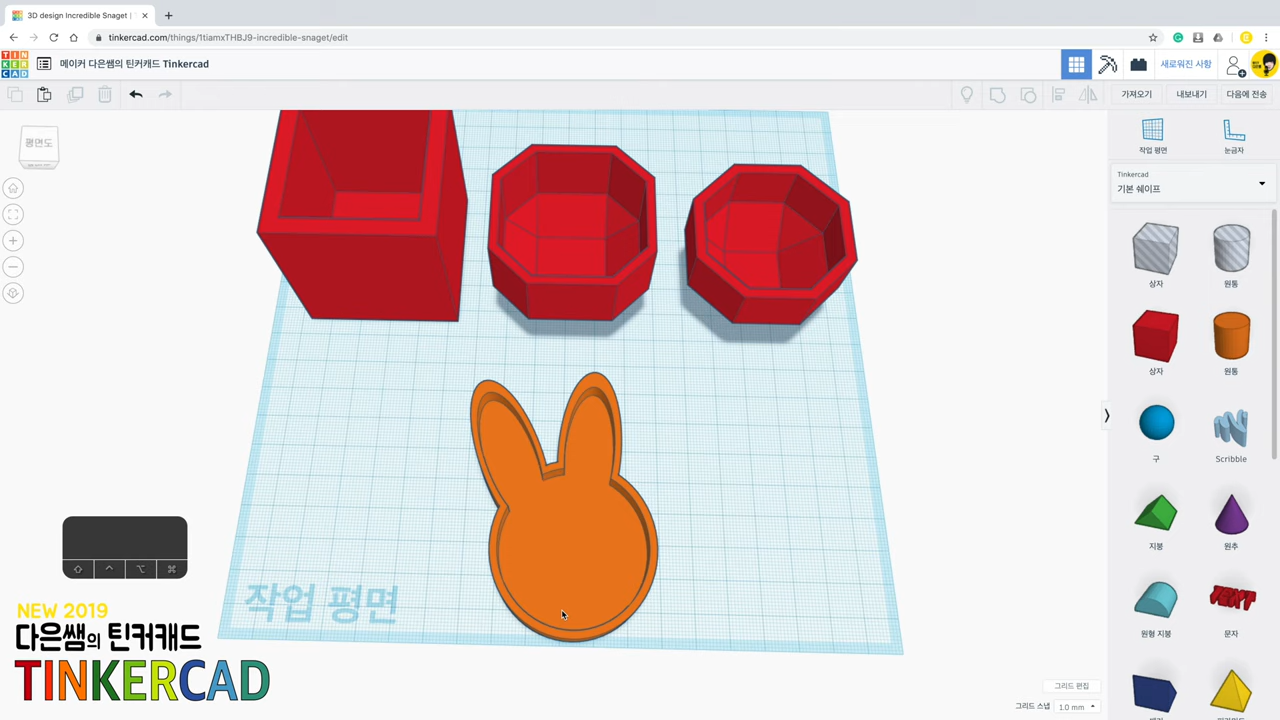 3D design Incredible Snaget |
tinkercad.com/things/1tiamxTHBJ9-incredible-snaget/edit
TIN
KER
CAD
메이커 다은쌤의 틴커캐드 Tinkercad
새로워진 사항
가져오기
내보내기
다음에 전송
평면도
작업 평면
눈금자
Tinkercad
기본 쉐이프
상자
원통
상자
원통
구
Scribble
지붕
원추
원형 지붕
문자
작업 평면
NEW 2019
다은쌤의 틴커캐드
TINKERCAD
그리드 편집
그리드 스냅
1.0 mm